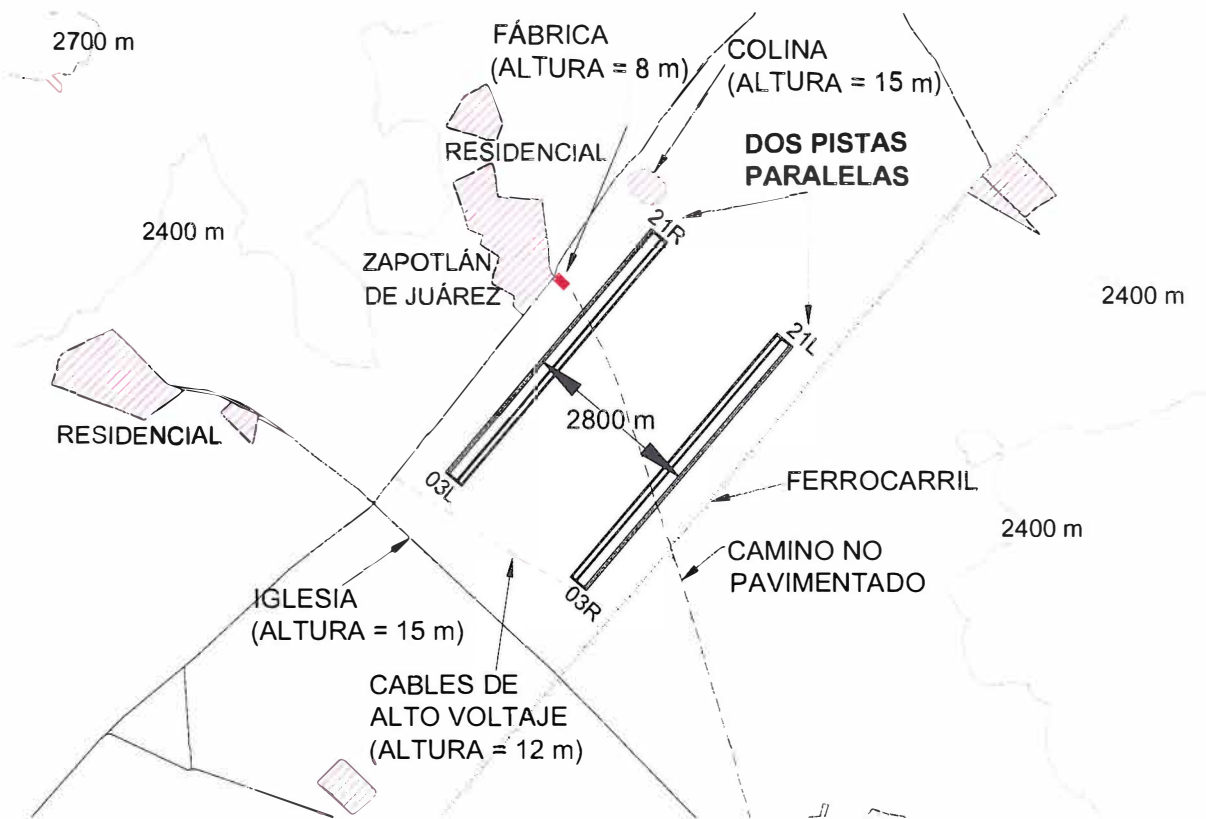 2700 m
FÁBRICA
(ALTURA = 8 m)
COLINA
(ALTURA = 15 m)
RESIDENCIAL
DOS PISTAS
PARALELAS
2400 m
21R
ZAPOTLÁN
DE JUÁREZ
2400 m
21L
2800 m
RESIDENCIAL
03L
FERROCARRIL
2400 m
CAMINO NO
PAVIMENTADO
03R
IGLESIA
(ALTURA = 15 m)
CABLES DE
ALTO VOLTAJE
(ALTURA = 12 m)